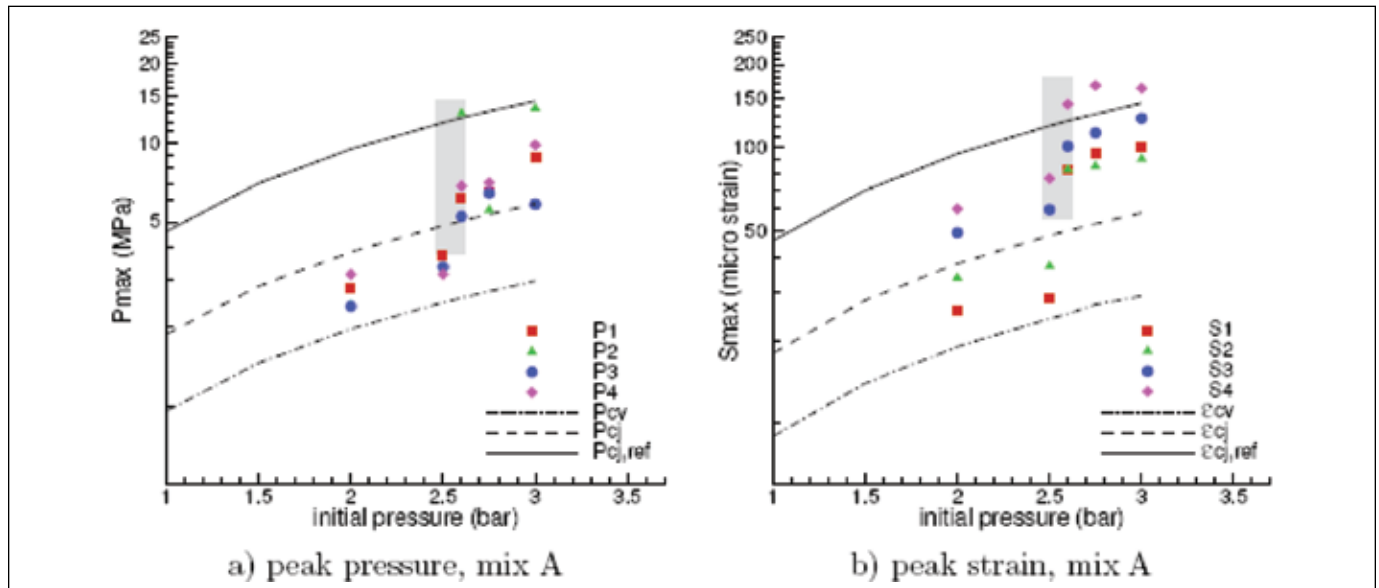 25
20
15
10
5
Pmax (MPa)
P1
P2
P3
P4
Pcv
Pcj
Pcj,ref
1 1.5 2 2.5 3 3.5
initial pressure (bar)
a) peak pressure, mix A
250
200
150
100
50
Smax (micro strain)
S1
S2
S3
S4
εcv
εcj
εcj,ref
1 1.5 2 2.5 3 3.5
initial pressure (bar)
b) peak strain, mix A